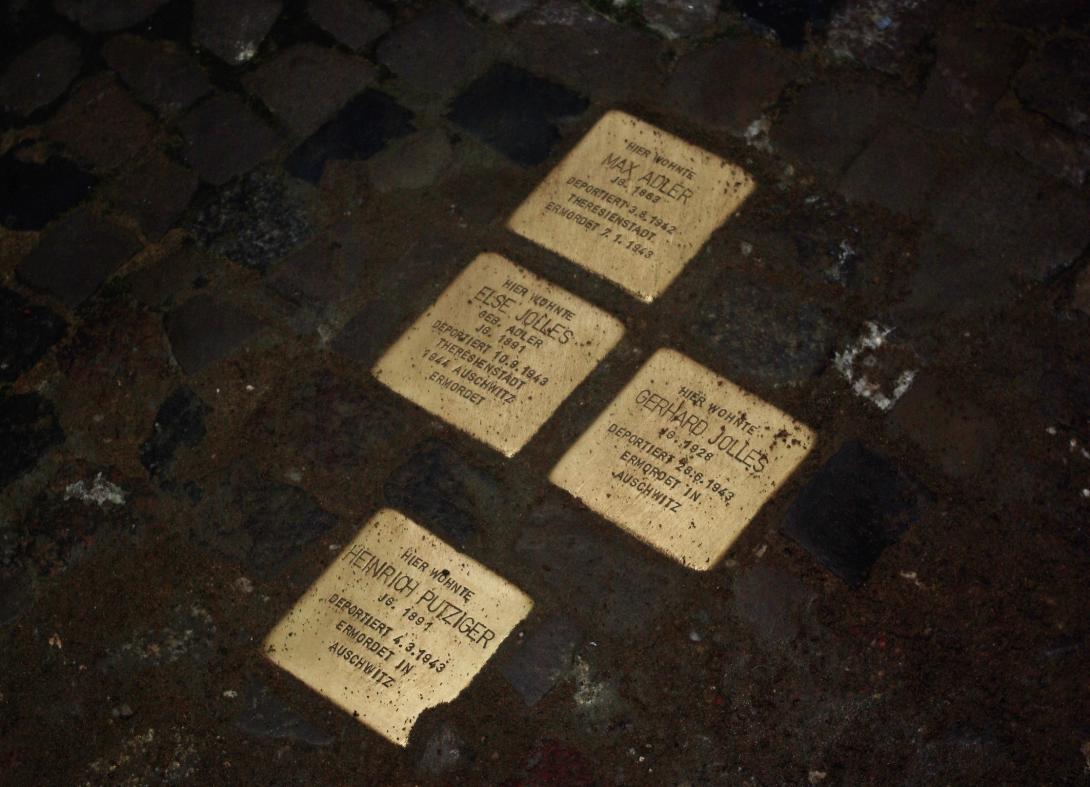 HIER WOHNTE
MAX ADLER
JG. 1863
DEPORTIERT 3.8.1942
THERESIENSTADT
ERMORDET 7.1.1943
HIER WOHNTE
ELSE JOLLES
GEB. ADLER
JG. 1891
DEPORTIERT 10.9.1943
THERESIENSTADT
1944 AUSCHWITZ
ERMORDET
HIER WOHNTE
GERHARD JOLLES
JG. 1928
DEPORTIERT 28.6.1943
ERMORDET IN
AUSCHWITZ
HIER WOHNTE
HEINRICH PUTZIGER
JG. 1891
DEPORTIERT 4.3.1943
ERMORDET IN
AUSCHWITZ